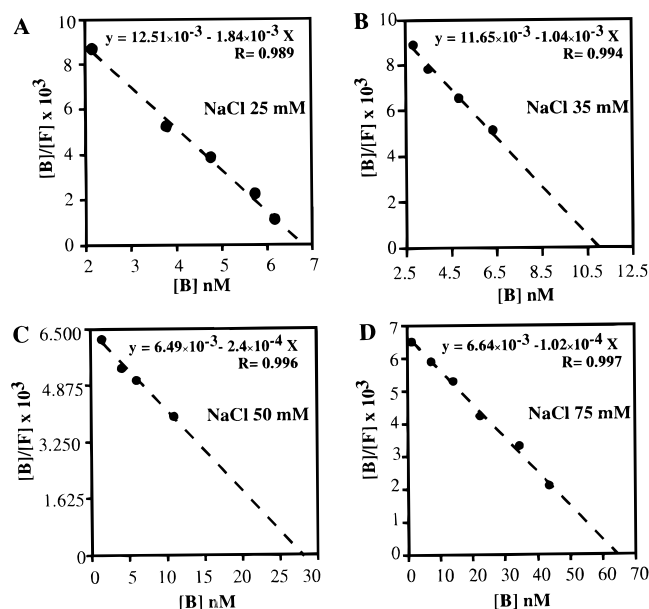 A
y = 12.51×10-3 - 1.84×10-3 X
R= 0.989
NaCl 25 mM
[B]/[F] x 103
10
8
6
4
2
0
2 4 5 6 7
[B] nM
B
y = 11.65×10-3 -1.04×10-3 X
R= 0.994
NaCl 35 mM
[B]/[F] x 103
10
8
6
4
2
0
2.5 4.5 6.5 8.5 10.5 12.5
[B] nM
C
y = 6.49×10-3 - 2.4×10-4 X
R= 0.996
NaCl 50 mM
[B]/[F] x 103
6.500
4.875
3.250
1.625
0
0 5 10 15 20 25 30
[B] nM
D
y = 6.64×10-3 -1.02×10-4 X
R= 0.997
NaCl 75 mM
[B]/[F] x 103
7
6
5
4
2
1
0
0 10 20 30 40 50 60 70
[B] nM